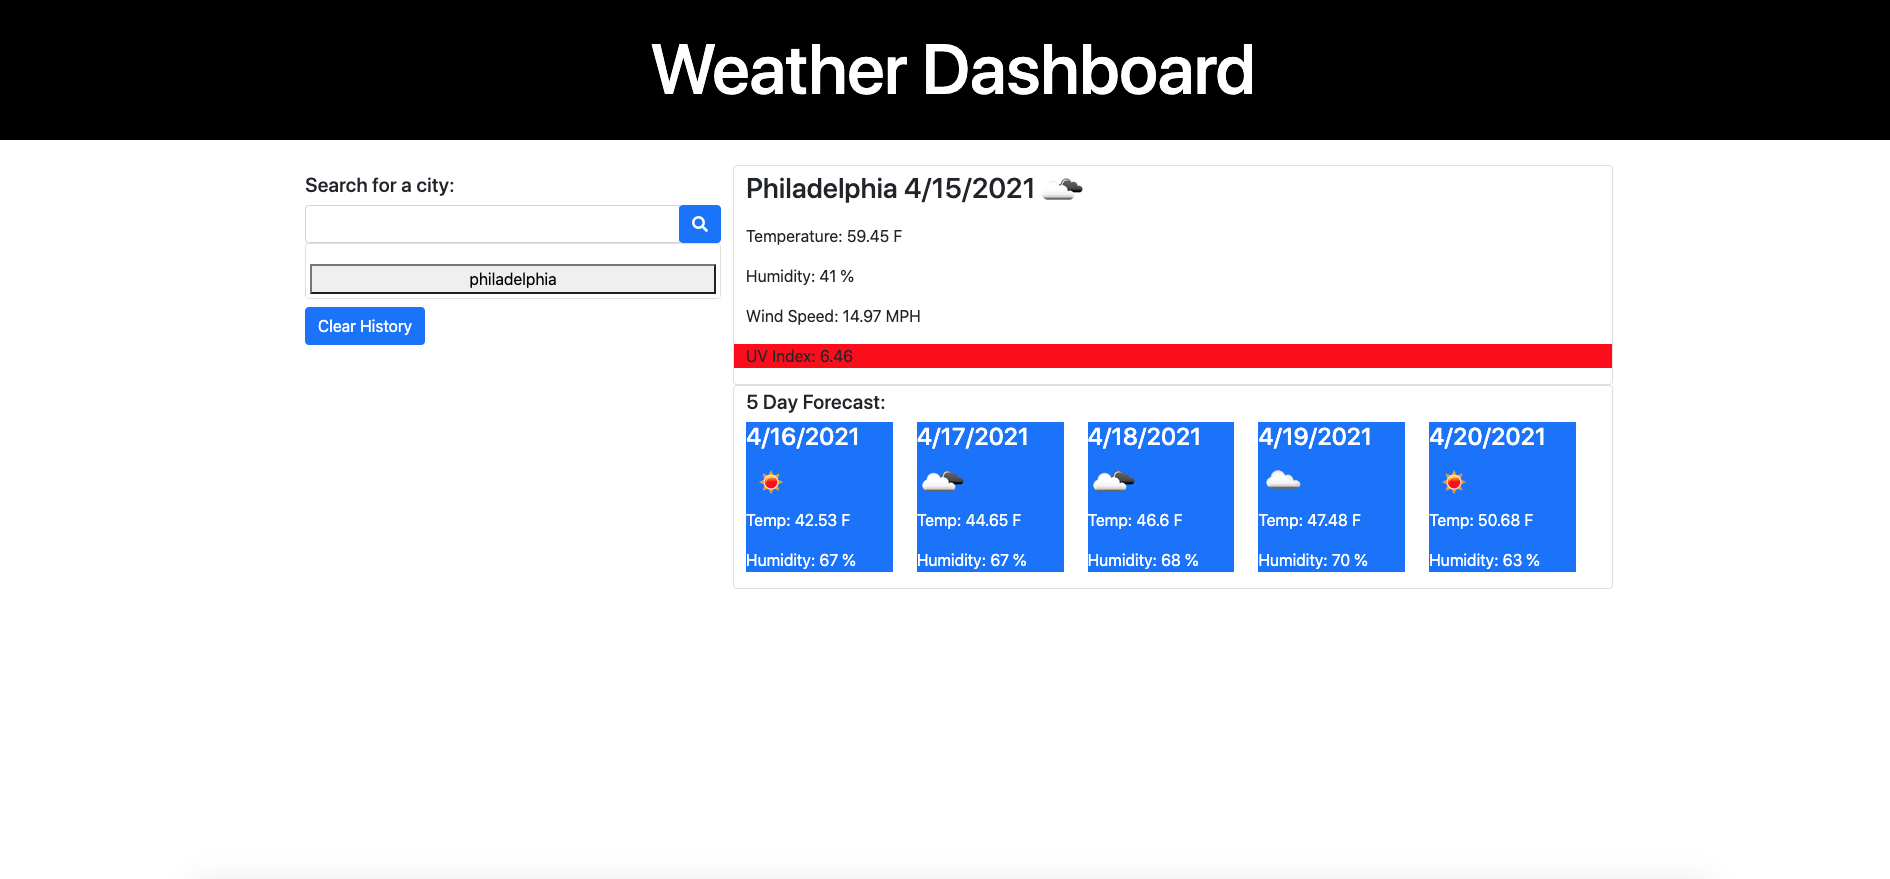 Weather Dashboard
Search for a city:
philadelphia
Clear History
Philadelphia 4/15/2021
Temperature: 59.45 F
Humidity: 41 %
Wind Speed: 14.97 MPH
UV Index: 6.46
5 Day Forecast:
4/16/2021
Temp: 42.53 F
Humidity: 67 %
4/17/2021
Temp: 44.65 F
Humidity: 67 %
4/18/2021
Temp: 46.6 F
Humidity: 68 %
4/19/2021
Temp: 47.48 F
Humidity: 70 %
4/20/2021
Temp: 50.68 F
Humidity: 63 %